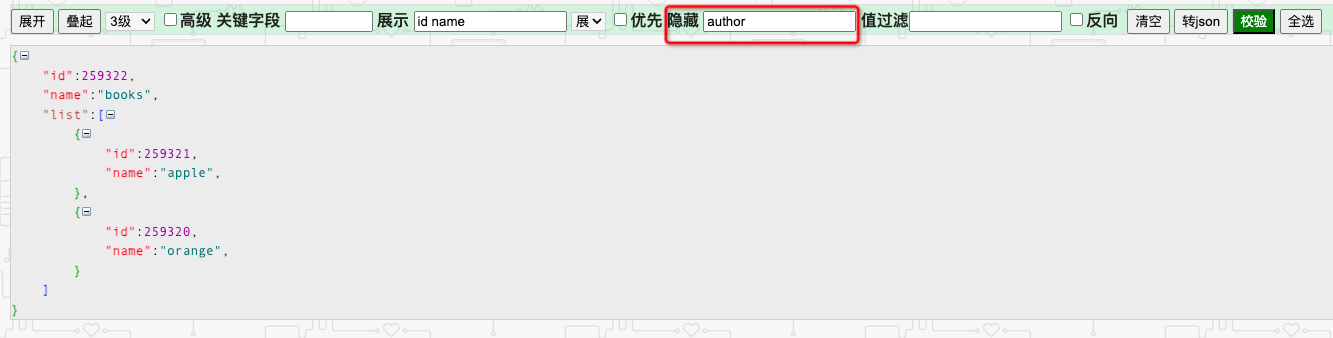 展开 叠起 3级 高级 关键字段 展示 id name 展 优先 隐藏 author 值过滤 反向 清空 转json 校验 全选
{
"id":259322,
"name":"books",
"list":[
{
"id":259321,
"name":"apple",
},
{
"id":259320,
"name":"orange",
}
]
}